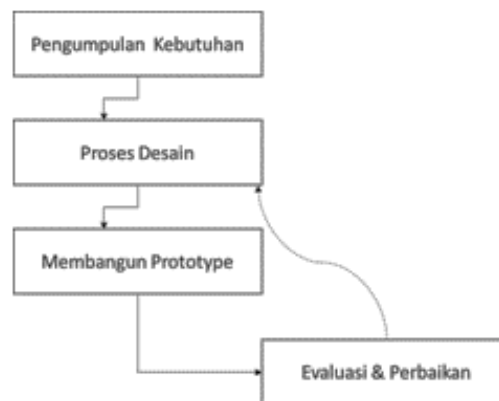 Pengumpulan Kebutuhan
Proses Desain
Membangun Prototype
Evaluasi & Perbaikan